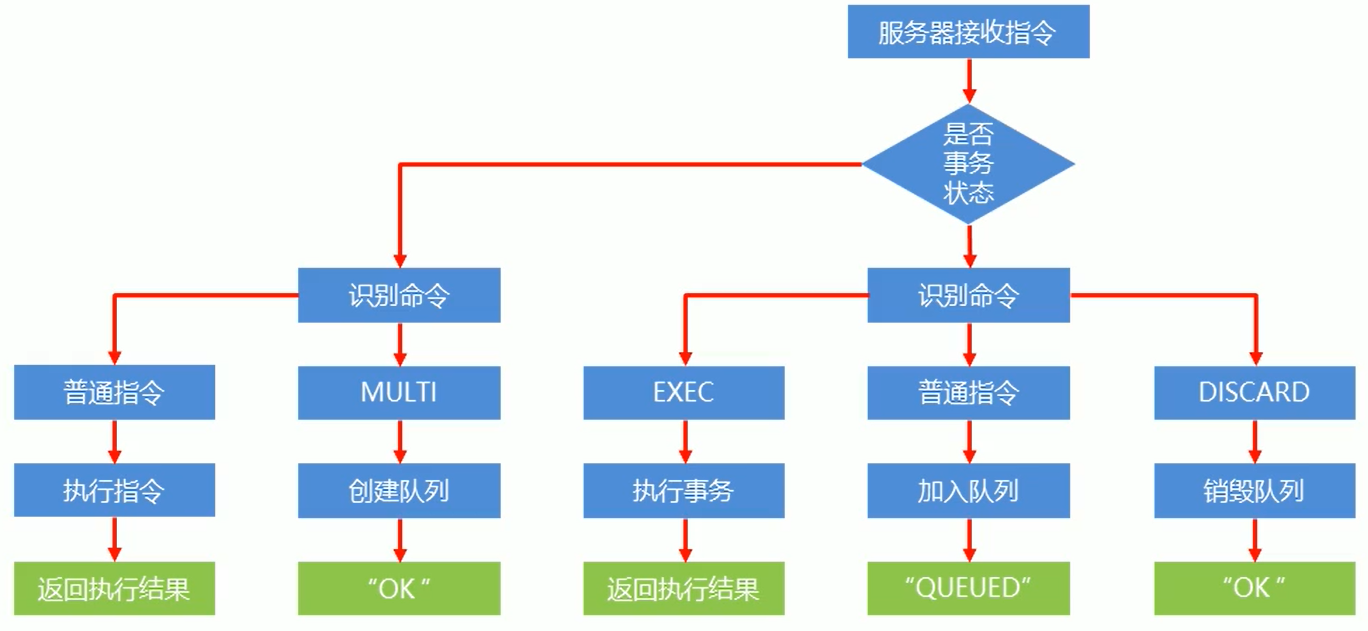 服务器接收指令
是否
事务
状态
识别命令
识别命令
普通指令
MULTI
EXEC
普通指令
DISCARD
执行指令
创建队列
执行事务
加入队列
销毁队列
返回执行结果
“OK ”
返回执行结果
“QUEUED”
“OK ”